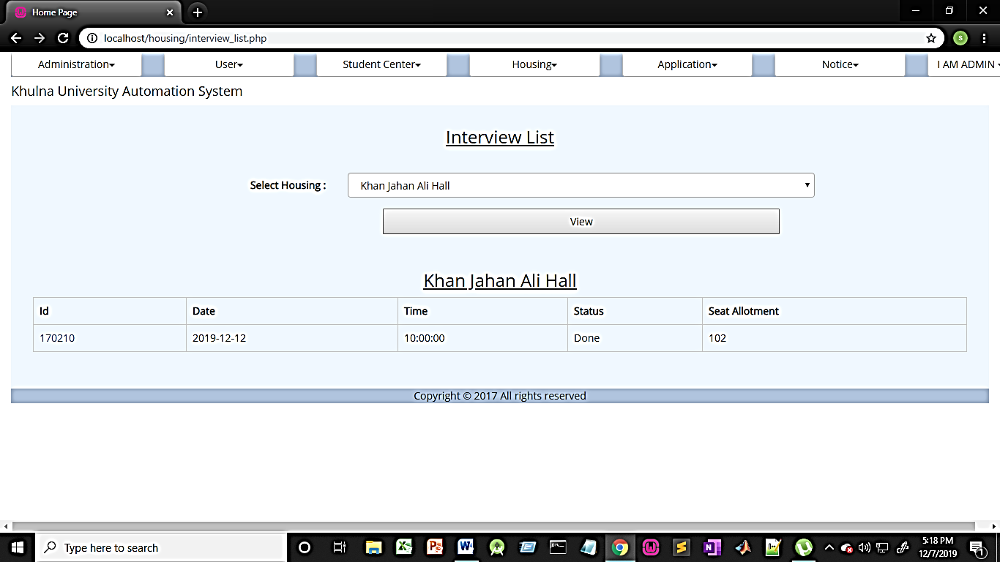 Home Page
localhost/housing/interview_list.php
S
Administration User Student Center Housing Application Notice I AM ADMIN
Khulna University Automation System
Interview List
Select Housing : Khan Jahan Ali Hall
View
Khan Jahan Ali Hall
Id Date Time Status Seat Allotment
170210 2019-12-12 10:00:00 Done 102
Copyright © 2017 All rights reserved
Type here to search
5:18 PM
12/7/2019
1